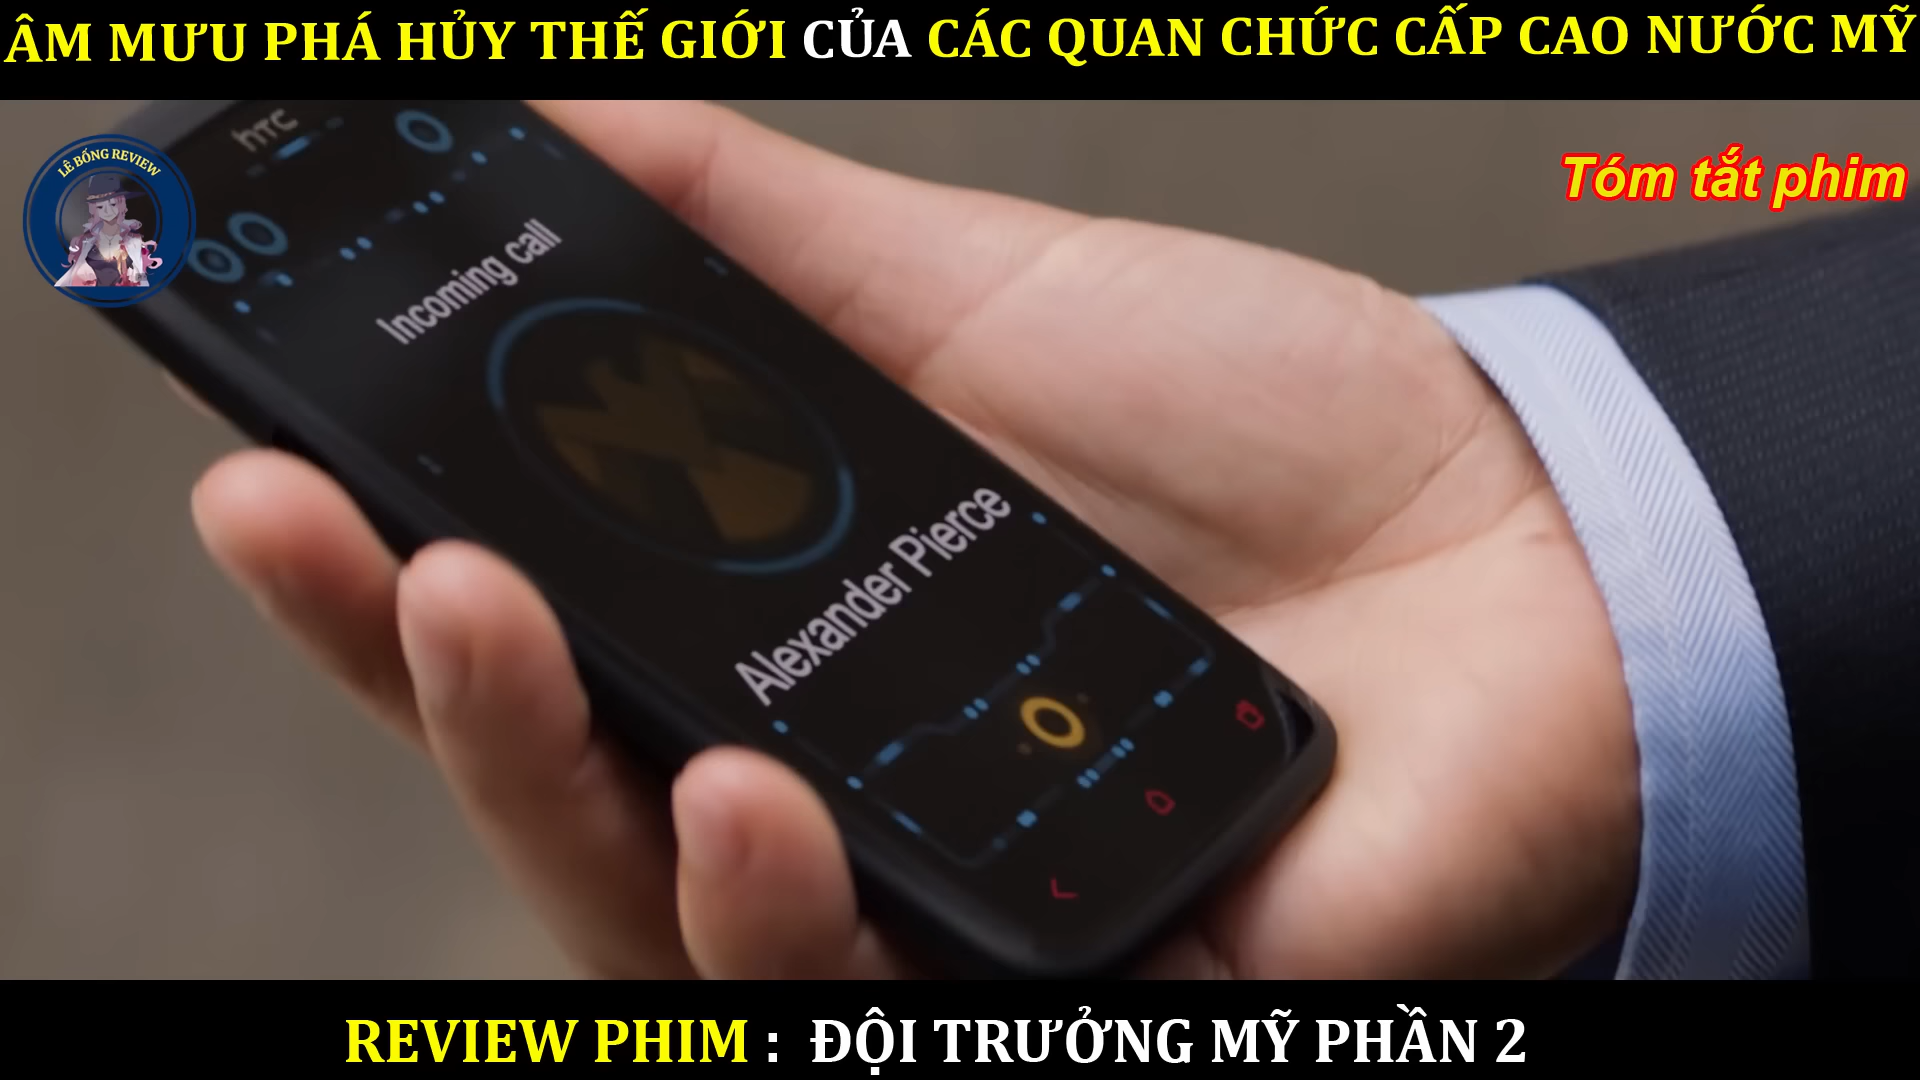 ÂM MƯU PHÁ HỦY THẾ GIỚI CỦA CÁC QUAN CHỨC CẤP CAO NƯỚC MỸ
LÊ BỐNG REVIEW
Tóm tắt phim
hTC
Incoming call
Alexander Pierce
REVIEW PHIM : ĐỘI TRƯỞNG MỸ PHẦN 2